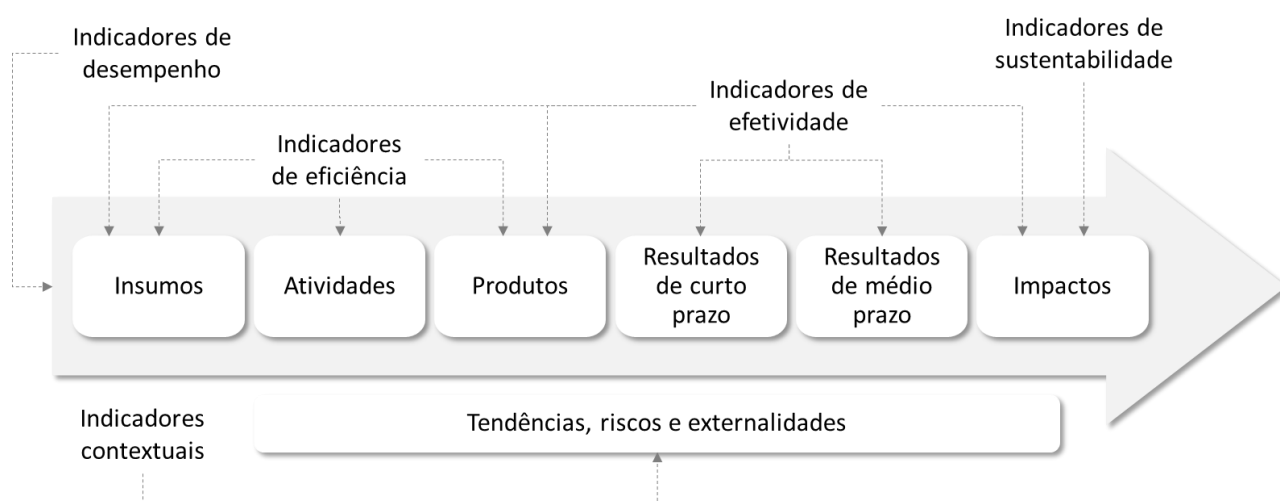 Indicadores de
desempenho
Indicadores de
sustentabilidade
Indicadores de
efetividade
Indicadores
de eficiência
Insumos
Atividades
Produtos
Resultados
de curto
prazo
Resultados
de médio
prazo
Impactos
Indicadores
contextuais
Tendências, riscos e externalidades